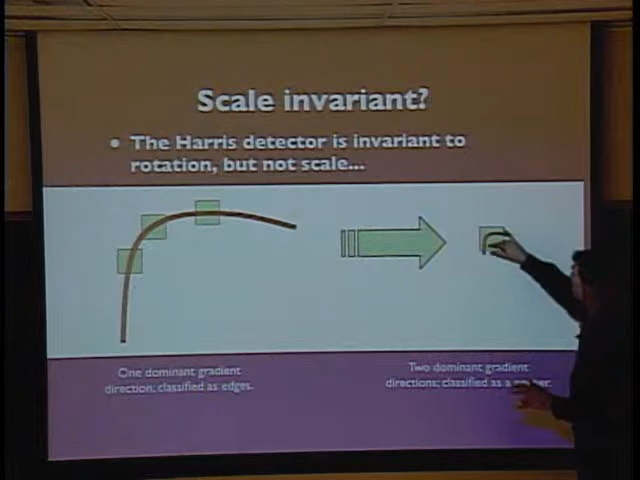 Scale invariant?
• The Harris detector is invariant to
rotation, but not scale...
One dominant gradient
direction; classified as edges.
Two dominant gradient
directions; classified as a